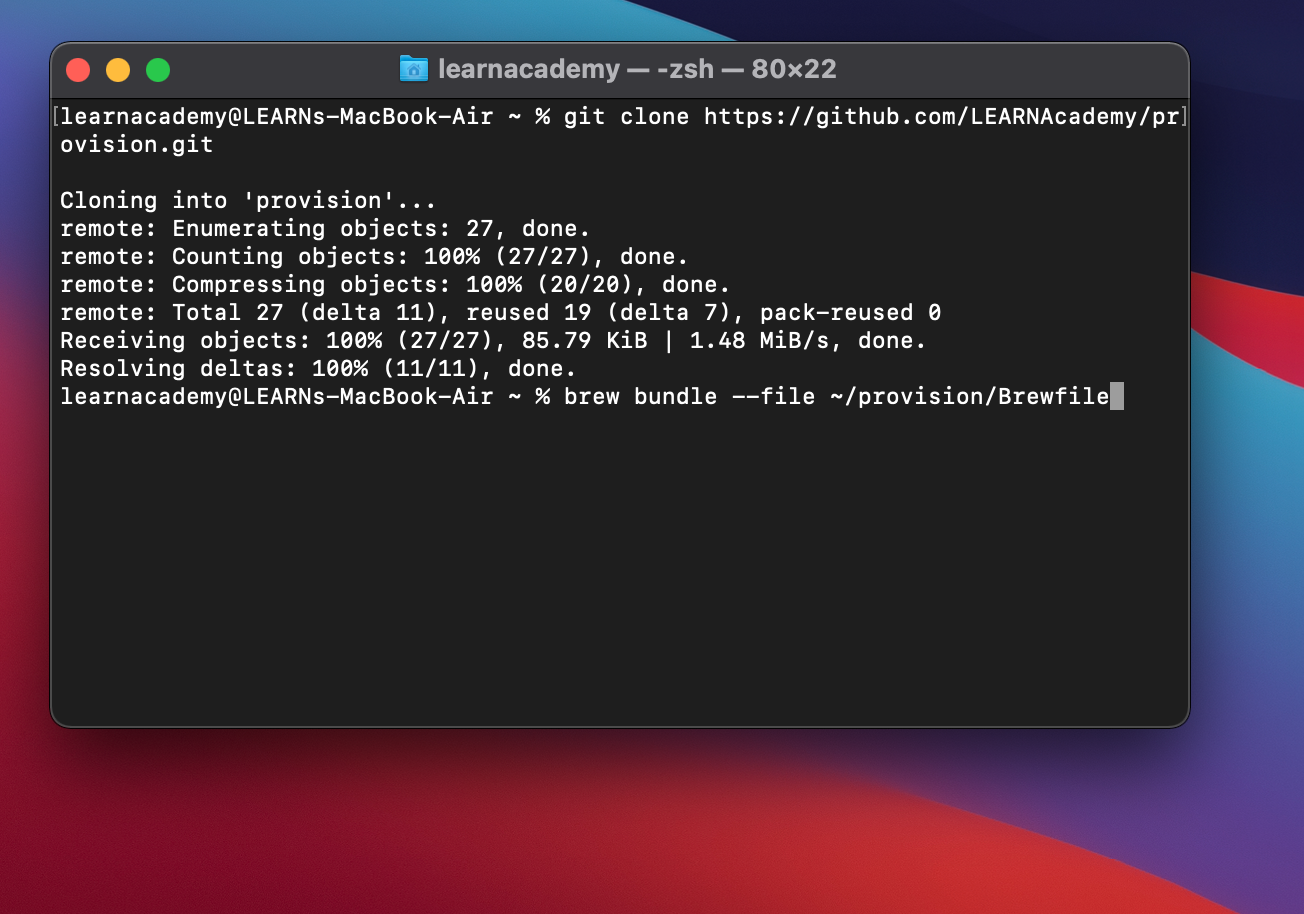 learnacademy — -zsh — 80×22
[learnacademy@LEARNs-MacBook-Air ~ % git clone https://github.com/LEARNAcademy/pr]
ovision.git
Cloning into 'provision'...
remote: Enumerating objects: 27, done.
remote: Counting objects: 100% (27/27), done.
remote: Compressing objects: 100% (20/20), done.
remote: Total 27 (delta 11), reused 19 (delta 7), pack-reused 0
Receiving objects: 100% (27/27), 85.79 KiB | 1.48 MiB/s, done.
Resolving deltas: 100% (11/11), done.
learnacademy@LEARNs-MacBook-Air ~ % brew bundle --file ~/provision/Brewfile